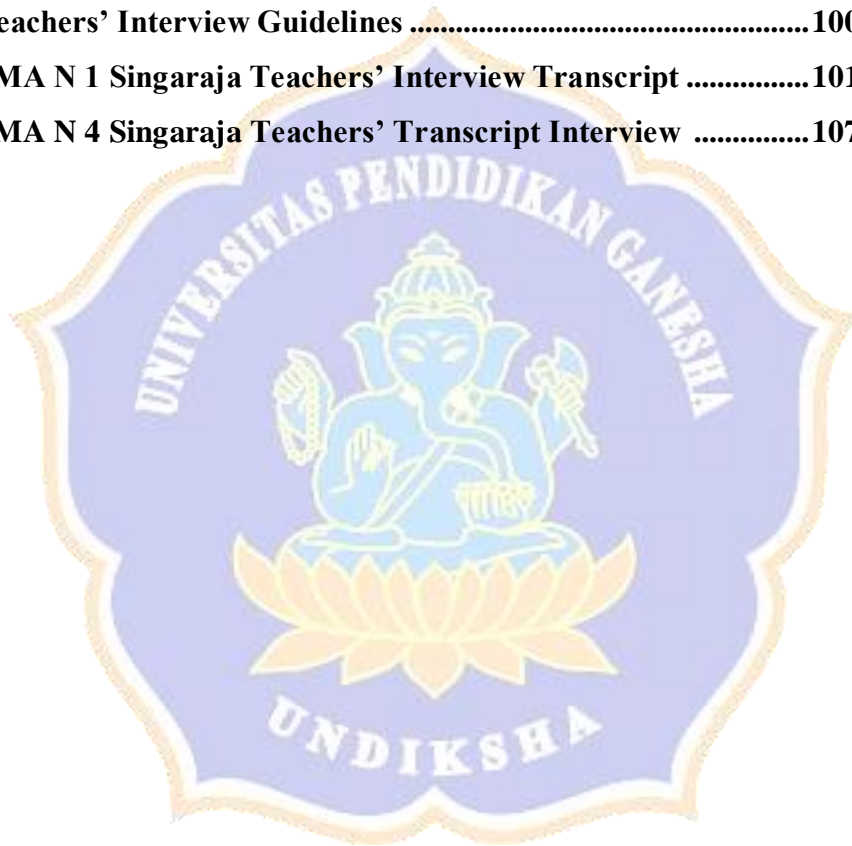 eachers’ Interview Guidelines ................................................100
MA N 1 Singaraja Teachers’ Interview Transcript ...............101
MA N 4 Singaraja Teachers’ Transcript Interview ...............107
UNIVERSITAS PENDIDIKAN GANESHA
UNDIKSHA